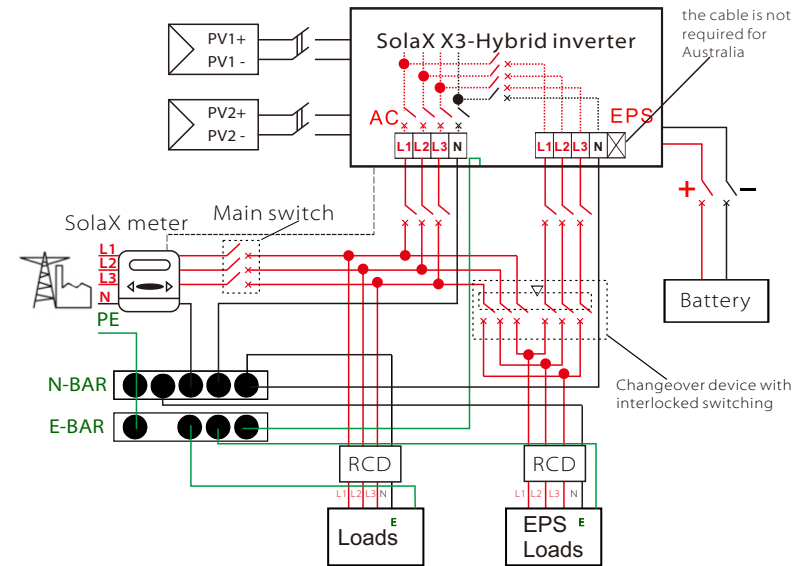 the cable is not
required for
Australia
PV1+
PV1 -
SolaX X3-Hybrid inverter
PV2+
PV2 -
AC
EPS
L1 L2 L3 N
L1 L2 L3 N
+ −
SolaX meter
Main switch
L1
L2
L3
N
PE
Battery
N-BAR
E-BAR
Changeover device with
interlocked switching
RCD
RCD
L1 L2 L3 N
L1 L2 L3 N
E
Loads
E
EPS
Loads